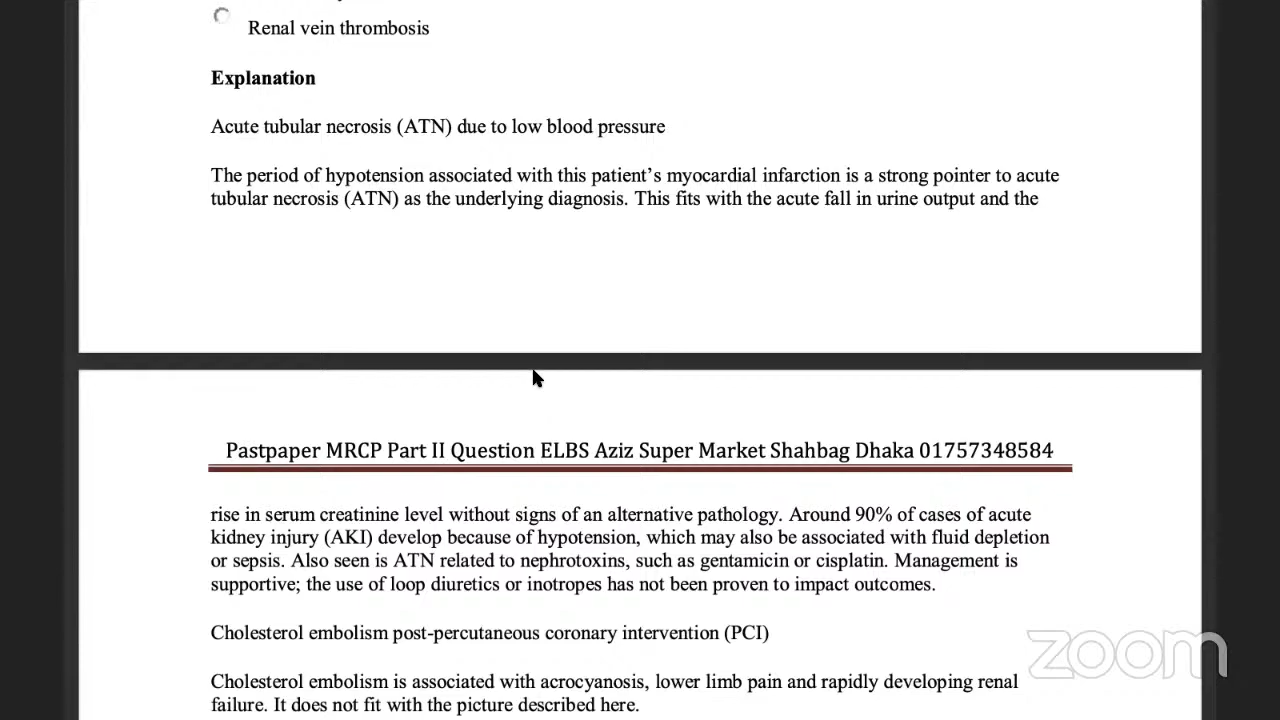 Renal vein thrombosis
Explanation
Acute tubular necrosis (ATN) due to low blood pressure
The period of hypotension associated with this patient’s myocardial infarction is a strong pointer to acute
tubular necrosis (ATN) as the underlying diagnosis. This fits with the acute fall in urine output and the
Pastpaper MRCP Part II Question ELBS Aziz Super Market Shahbag Dhaka 01757348584
rise in serum creatinine level without signs of an alternative pathology. Around 90% of cases of acute
kidney injury (AKI) develop because of hypotension, which may also be associated with fluid depletion
or sepsis. Also seen is ATN related to nephrotoxins, such as gentamicin or cisplatin. Management is
supportive; the use of loop diuretics or inotropes has not been proven to impact outcomes.
Cholesterol embolism post-percutaneous coronary intervention (PCI)
Cholesterol embolism is associated with acrocyanosis, lower limb pain and rapidly developing renal
failure. It does not fit with the picture described here.
zoom